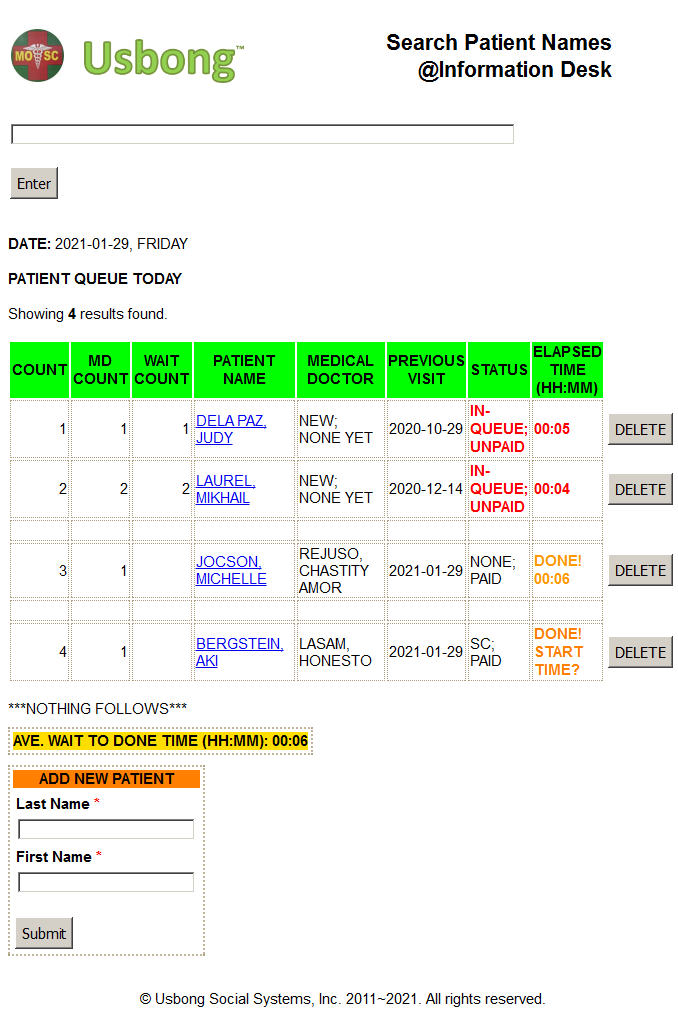 MOSC Usbong™
Search Patient Names
@Information Desk
Enter
DATE: 2021-01-29, FRIDAY
PATIENT QUEUE TODAY
Showing 4 results found.
COUNT MD COUNT WAIT COUNT PATIENT NAME MEDICAL DOCTOR PREVIOUS VISIT STATUS ELAPSED TIME (HH:MM)
1 1 1 DELA PAZ, JUDY NEW; NONE YET 2020-10-29 IN-QUEUE; UNPAID 00:05 DELETE
2 2 2 LAUREL, MIKHAIL NEW; NONE YET 2020-12-14 IN-QUEUE; UNPAID 00:04 DELETE
3 1 JOCSON, MICHELLE REJUSO, CHASTITY AMOR 2021-01-29 NONE; PAID DONE! 00:06 DELETE
4 1 BERGSTEIN, AKI LASAM, HONESTO 2021-01-29 SC; PAID DONE! START TIME? DELETE
***NOTHING FOLLOWS***
AVE. WAIT TO DONE TIME (HH:MM): 00:06
ADD NEW PATIENT
Last Name *
First Name *
Submit
© Usbong Social Systems, Inc. 2011~2021. All rights reserved.